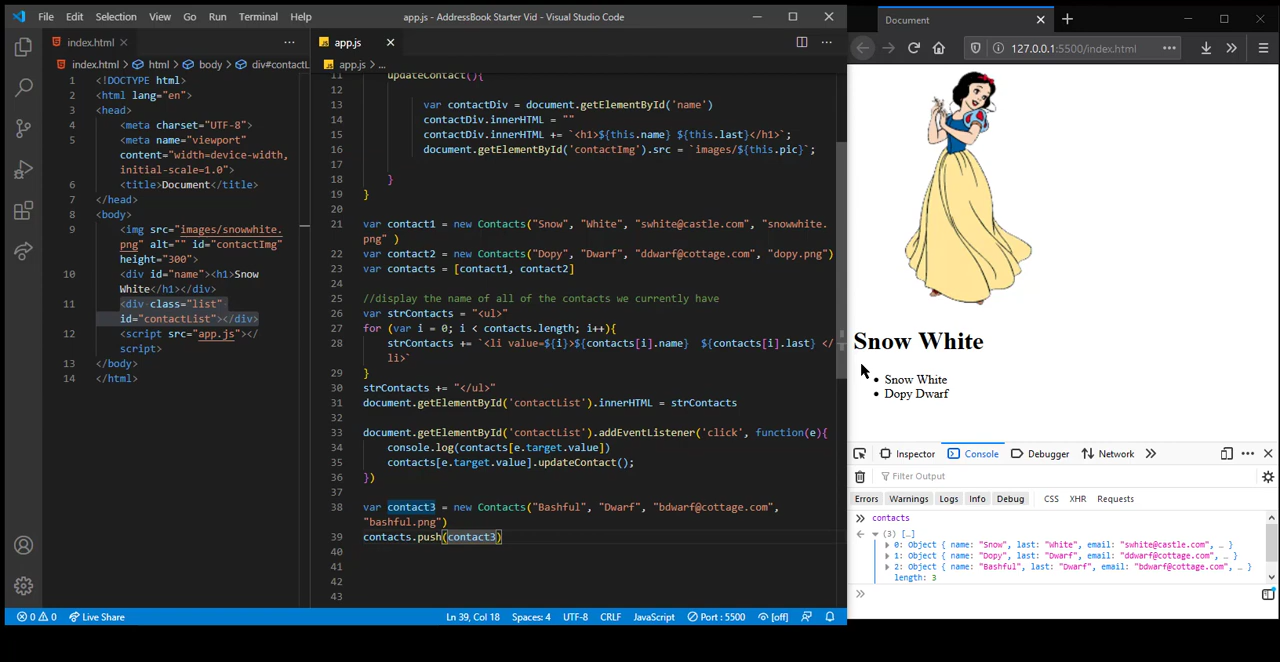 File Edit Selection View Go Run Terminal Help
app.js - AddressBook Starter Vid - Visual Studio Code
index.html
index.html > html > body > div#contactL
1 <!DOCTYPE html>
2 <html lang="en">
3 <head>
4 <meta charset="UTF-8">
5 <meta name="viewport"
content="width=device-width,
initial-scale=1.0">
6 <title>Document</title>
7 </head>
8 <body>
9 <img src="images/snowwhite.
png" alt="" id="contactImg"
height="300">
10 <div id="name"><h1>Snow
White</h1></div>
11 <div class="list"
id="contactList"></div>
12 <script src="app.js"></
script>
13 </body>
14 </html>
JS app.js
JS app.js > ...
11 updateContact(){
12
13 var contactDiv = document.getElementById('name')
14 contactDiv.innerHTML = ""
15 contactDiv.innerHTML += `<h1>${this.name} ${this.last}</h1>`;
16 document.getElementById('contactImg').src = `images/${this.pic}`;
17
18 }
19 }
20
21 var contact1 = new Contacts("Snow", "White", "swhite@castle.com", "snowwhite.
png" )
22 var contact2 = new Contacts("Dopy", "Dwarf", "ddwarf@cottage.com", "dopy.png")
23 var contacts = [contact1, contact2]
24
25 //display the name of all of the contacts we currently have
26 var strContacts = "<ul>"
27 for (var i = 0; i < contacts.length; i++){
28 strContacts += `<li value=${i}>${contacts[i].name}  ${contacts[i].last} </
li>`
29 }
30 strContacts += "</ul>"
31 document.getElementById('contactList').innerHTML = strContacts
32
33 document.getElementById('contactList').addEventListener('click', function(e){
34 console.log(contacts[e.target.value])
35 contacts[e.target.value].updateContact();
36 })
37
38 var contact3 = new Contacts("Bashful", "Dwarf", "bdwarf@cottage.com",
"bashful.png")
39 contacts.push(contact3)
40
41
42
43
0 0 Live Share
Ln 39, Col 18 Spaces: 4 UTF-8 CRLF JavaScript Port : 5500 [off]
Document
127.0.0.1:5500/index.html
Snow White
Snow White
Dopy Dwarf
Inspector Console Debugger Network
Filter Output
Errors Warnings Logs Info Debug CSS XHR Requests
contacts
(3) […]
0: Object { name: "Snow", last: "White", email: "swhite@castle.com", … }
1: Object { name: "Dopy", last: "Dwarf", email: "ddwarf@cottage.com", … }
2: Object { name: "Bashful", last: "Dwarf", email: "bdwarf@cottage.com", … }
length: 3